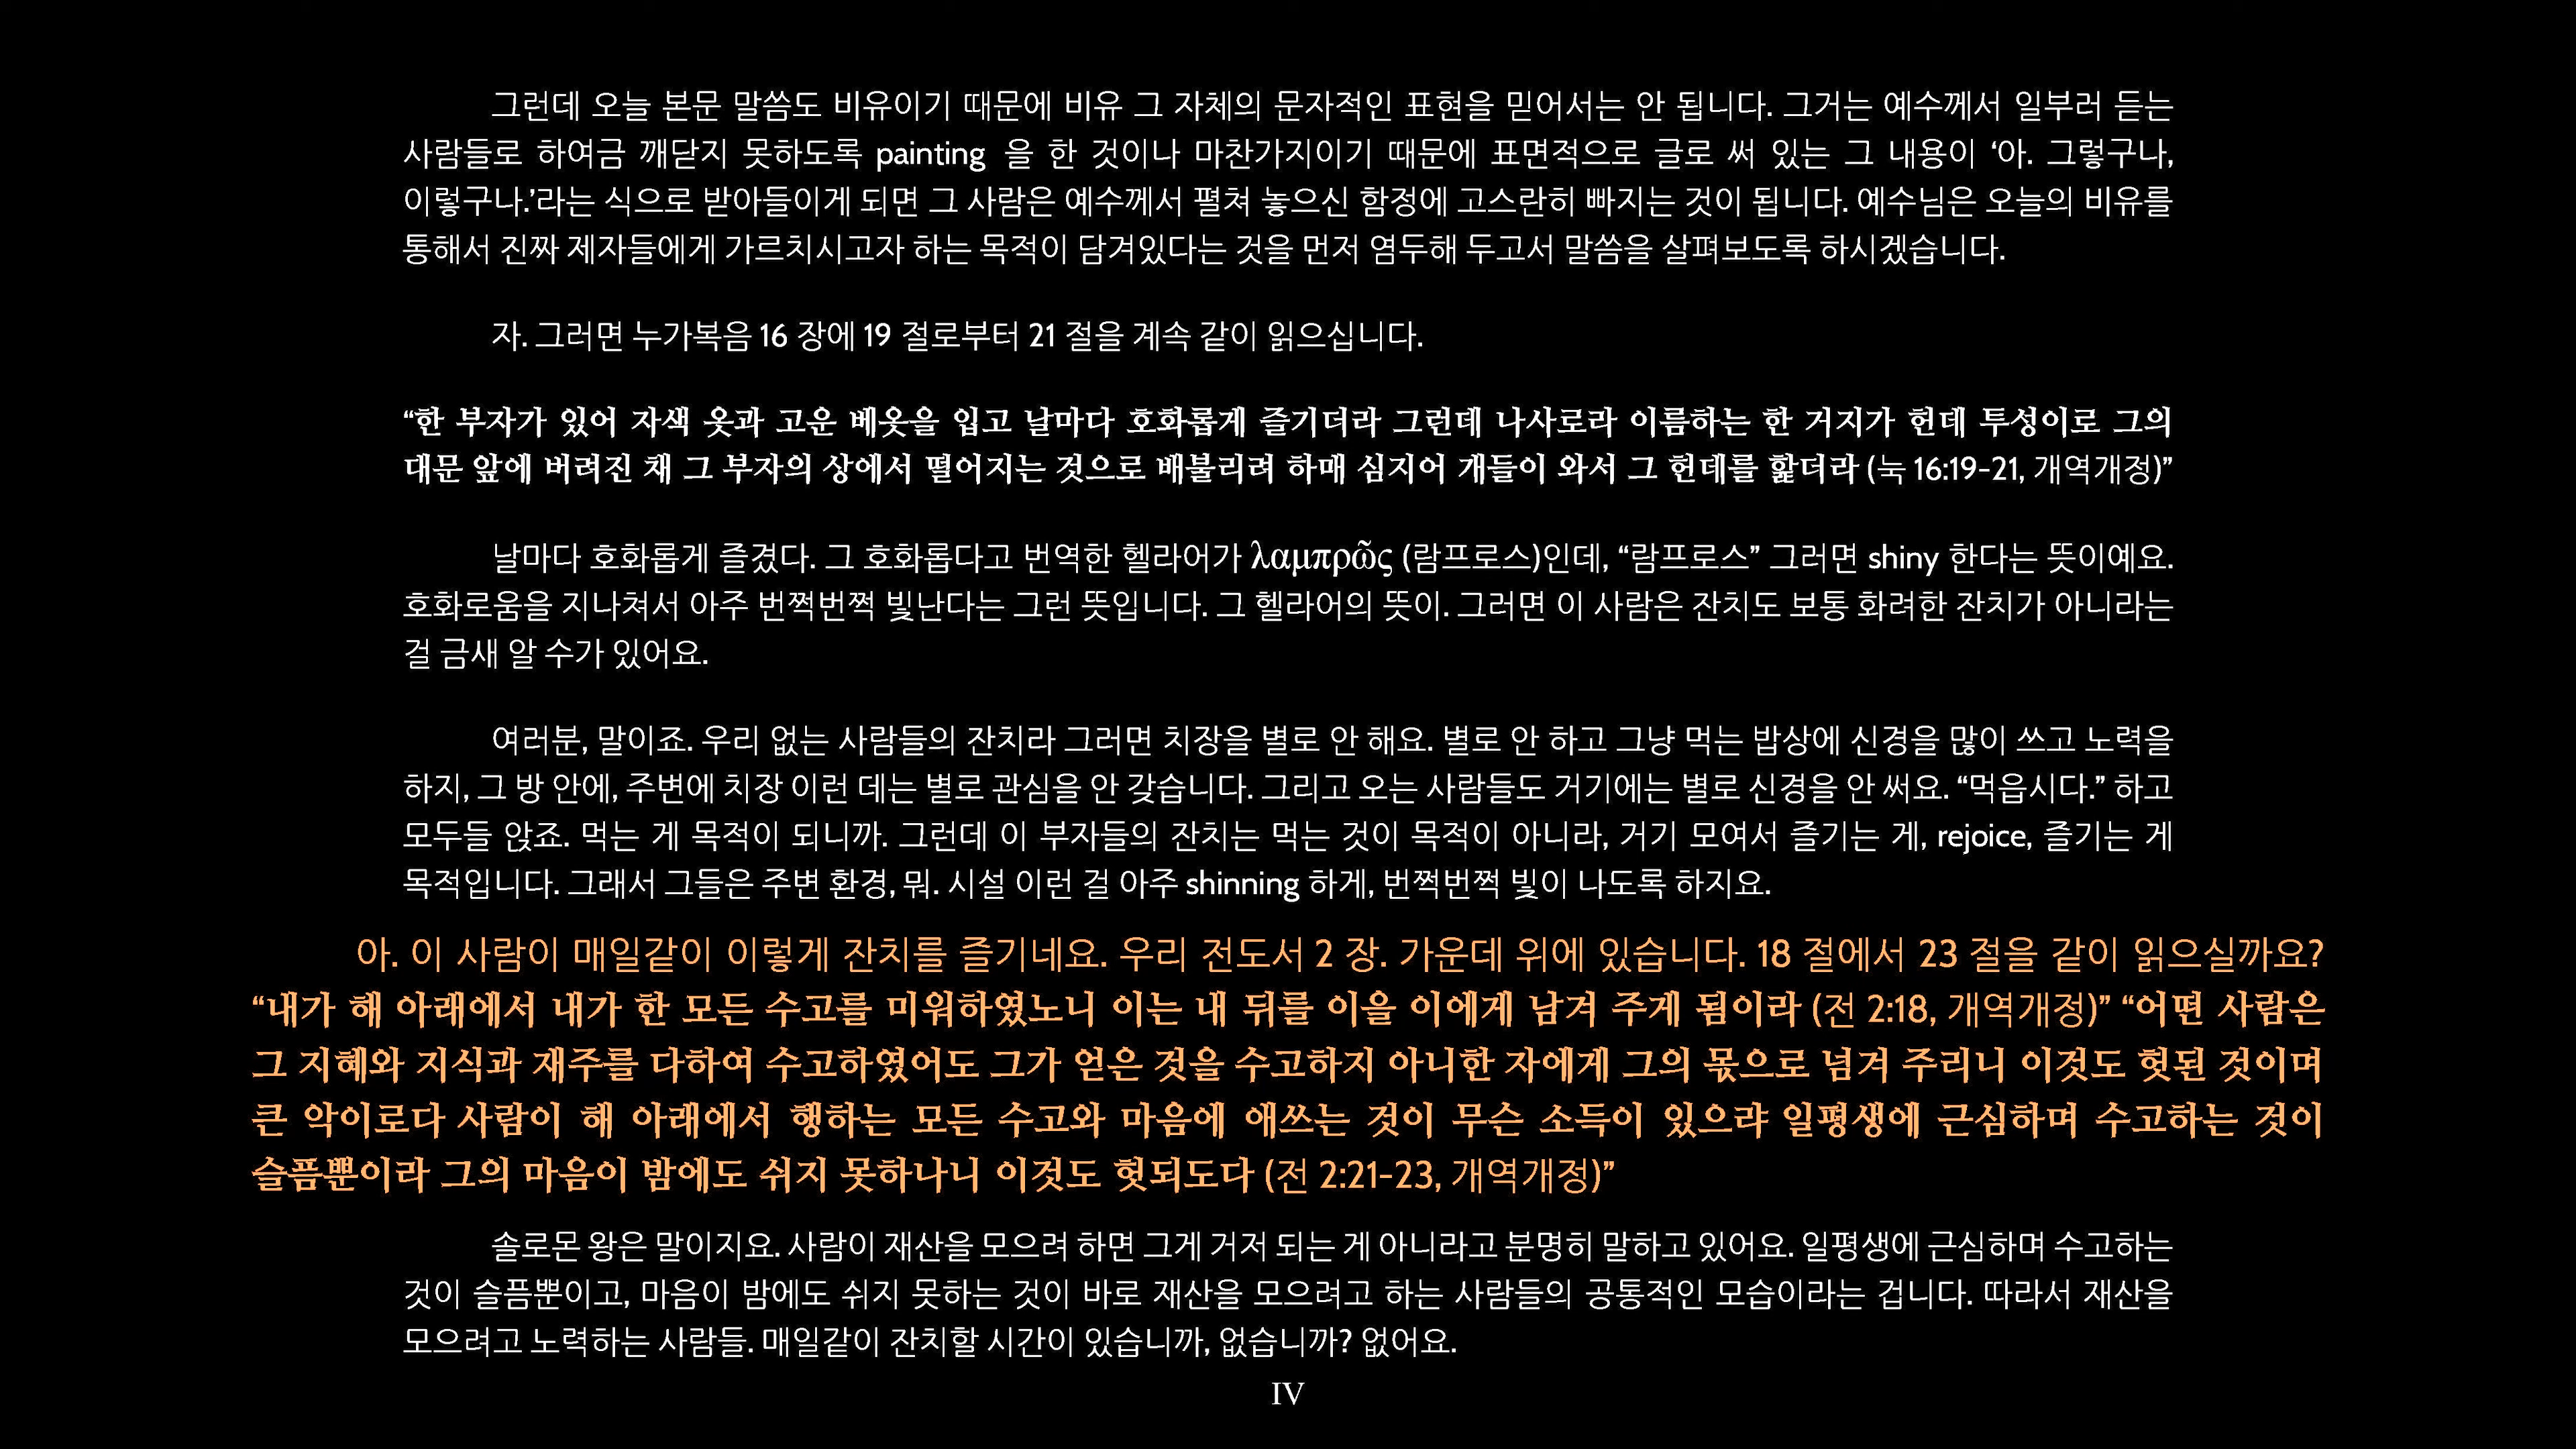 그런데 오늘 본문 말씀도 비유이기 때문에 비유 그 자체의 문자적인 표현을 믿어서는 안 됩니다. 그거는 예수께서 일부러 듣는
사람들로 하여금 깨닫지 못하도록 painting 을 한 것이나 마찬가지이기 때문에 표면적으로 글로 써 있는 그 내용이 ‘아. 그렇구나,
이렇구나.’라는 식으로 받아들이게 되면 그 사람은 예수께서 펼쳐 놓으신 함정에 고스란히 빠지는 것이 됩니다. 예수님은 오늘의 비유를
통해서 진짜 제자들에게 가르치시고자 하는 목적이 담겨있다는 것을 먼저 염두해 두고서 말씀을 살펴보도록 하시겠습니다.
자. 그러면 누가복음 16 장에 19 절로부터 21 절을 계속 같이 읽으십니다.
“한 부자가 있어 자색 옷과 고운 베옷을 입고 날마다 호화롭게 즐기더라 그런데 나사로라 이름하는 한 거지가 헌데 투성이로 그의
대문 앞에 버려진 채 그 부자의 상에서 떨어지는 것으로 배불리려 하매 심지어 개들이 와서 그 헌데를 핥더라 (눅 16:19-21, 개역개정)”
날마다 호화롭게 즐겼다. 그 호화롭다고 번역한 헬라어가 λαμπρῶς (람프로스)인데, “람프로스” 그러면 shiny 한다는 뜻이예요.
호화로움을 지나쳐서 아주 번쩍번쩍 빛난다는 그런 뜻입니다. 그 헬라어의 뜻이. 그러면 이 사람은 잔치도 보통 화려한 잔치가 아니라는
걸 금새 알 수가 있어요.
여러분, 말이죠. 우리 없는 사람들의 잔치라 그러면 치장을 별로 안 해요. 별로 안 하고 그냥 먹는 밥상에 신경을 많이 쓰고 노력을
하지, 그 방 안에, 주변에 치장 이런 데는 별로 관심을 안 갖습니다. 그리고 오는 사람들도 거기에는 별로 신경을 안 써요. “먹읍시다.” 하고
모두들 앉죠. 먹는 게 목적이 되니까. 그런데 이 부자들의 잔치는 먹는 것이 목적이 아니라, 거기 모여서 즐기는 게, rejoice, 즐기는 게
목적입니다. 그래서 그들은 주변 환경, 뭐. 시설 이런 걸 아주 shinning 하게, 번쩍번쩍 빛이 나도록 하지요.
아. 이 사람이 매일같이 이렇게 잔치를 즐기네요. 우리 전도서 2 장. 가운데 위에 있습니다. 18 절에서 23 절을 같이 읽으실까요?
“내가 해 아래에서 내가 한 모든 수고를 미워하였노니 이는 내 뒤를 이을 이에게 남겨 주게 됨이라 (전 2:18, 개역개정)” “어떤 사람은
그 지혜와 지식과 재주를 다하여 수고하였어도 그가 얻은 것을 수고하지 아니한 자에게 그의 몫으로 넘겨 주리니 이것도 헛된 것이며
큰 악이로다 사람이 해 아래에서 행하는 모든 수고와 마음에 애쓰는 것이 무슨 소득이 있으랴 일평생에 근심하며 수고하는 것이
슬픔뿐이라 그의 마음이 밤에도 쉬지 못하나니 이것도 헛되도다 (전 2:21-23, 개역개정)”
솔로몬 왕은 말이지요. 사람이 재산을 모으려 하면 그게 거저 되는 게 아니라고 분명히 말하고 있어요. 일평생에 근심하며 수고하는
것이 슬픔뿐이고, 마음이 밤에도 쉬지 못하는 것이 바로 재산을 모으려고 하는 사람들의 공통적인 모습이라는 겁니다. 따라서 재산을
모으려고 노력하는 사람들. 매일같이 잔치할 시간이 있습니까, 없습니까? 없어요.
IV